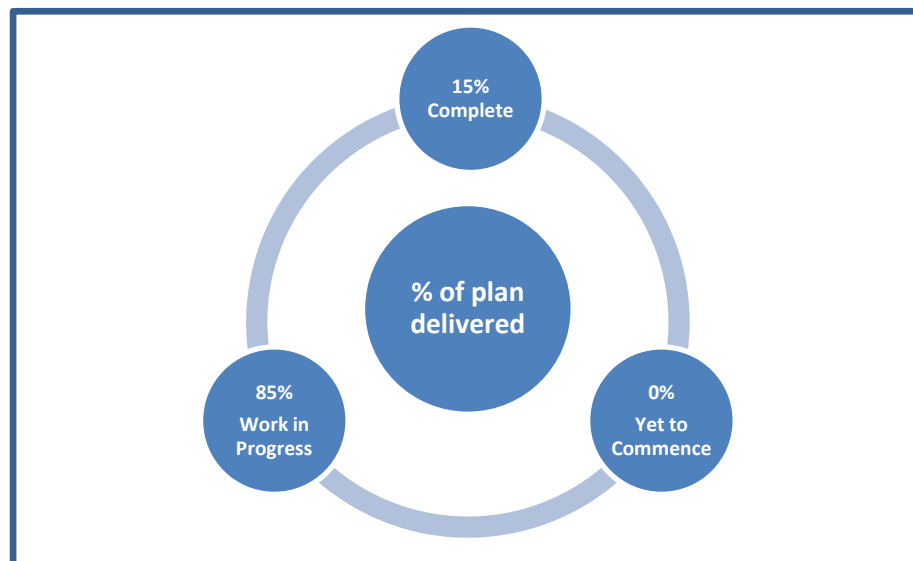 15%
Complete
% of plan
delivered
85%
Work in
Progress
0%
Yet to
Commence